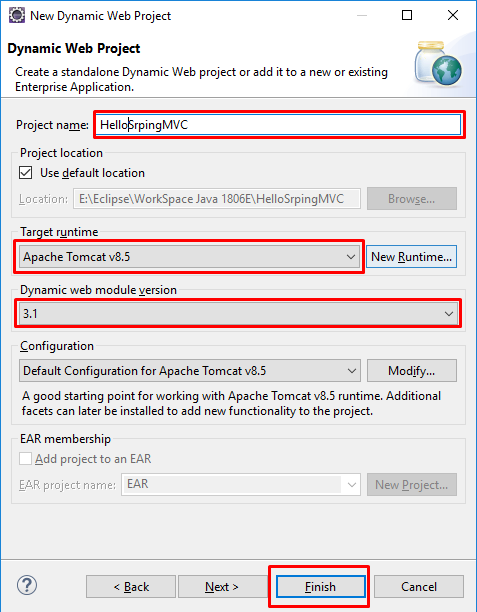 New Dynamic Web Project
Dynamic Web Project
Create a standalone Dynamic Web project or add it to a new or existing
Enterprise Application.
Project name: HelloSrpingMVC
Project location
Use default location
Location: E:\Eclipse\WorkSpace Java 1806E\HelloSrpingMVC Browse...
Target runtime
Apache Tomcat v8.5 New Runtime...
Dynamic web module version
3.1
Configuration
Default Configuration for Apache Tomcat v8.5 Modify...
A good starting point for working with Apache Tomcat v8.5 runtime. Additional
facets can later be installed to add new functionality to the project.
EAR membership
Add project to an EAR
EAR project name: EAR New Project...
? < Back Next > Finish Cancel